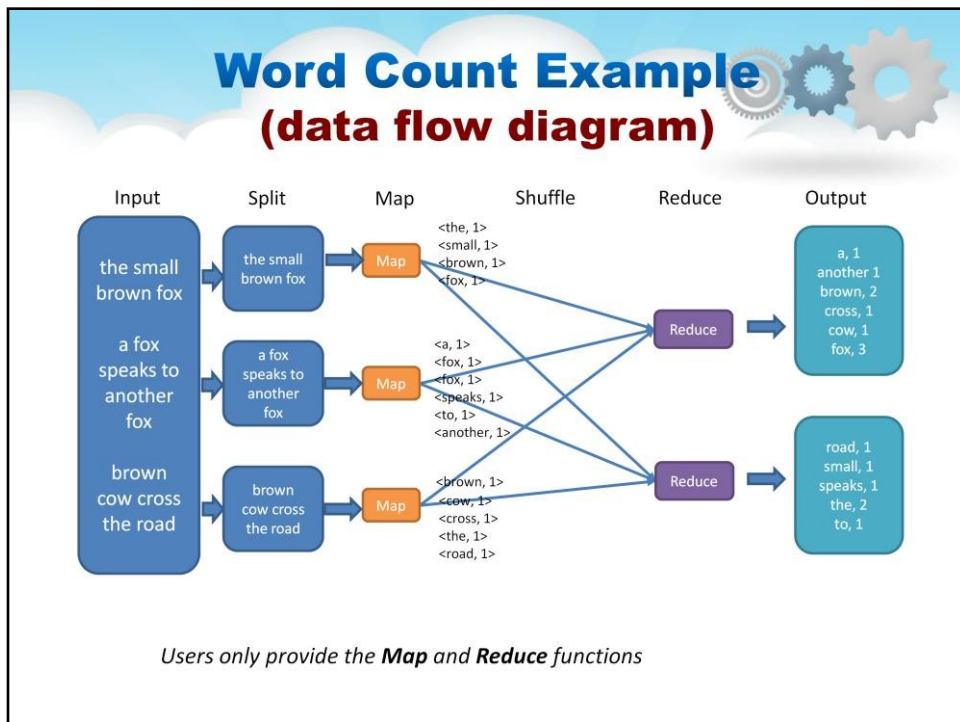 Word Count Example
(data flow diagram)
Input
Split
Map
Shuffle
Reduce
Output
the small
brown fox
a fox
speaks to
another
fox
brown
cow cross
the road
the small
brown fox
a fox
speaks to
another
fox
brown
cow cross
the road
Map
Map
Map
<the, 1>
<small, 1>
<brown, 1>
<fox, 1>
<a, 1>
<fox, 1>
<fox, 1>
<speaks, 1>
<to, 1>
<another, 1>
<brown, 1>
<cow, 1>
<cross, 1>
<the, 1>
<road, 1>
Reduce
Reduce
a, 1
another 1
brown, 2
cross, 1
cow, 1
fox, 3
road, 1
small, 1
speaks, 1
the, 2
to, 1
Users only provide the Map and Reduce functions